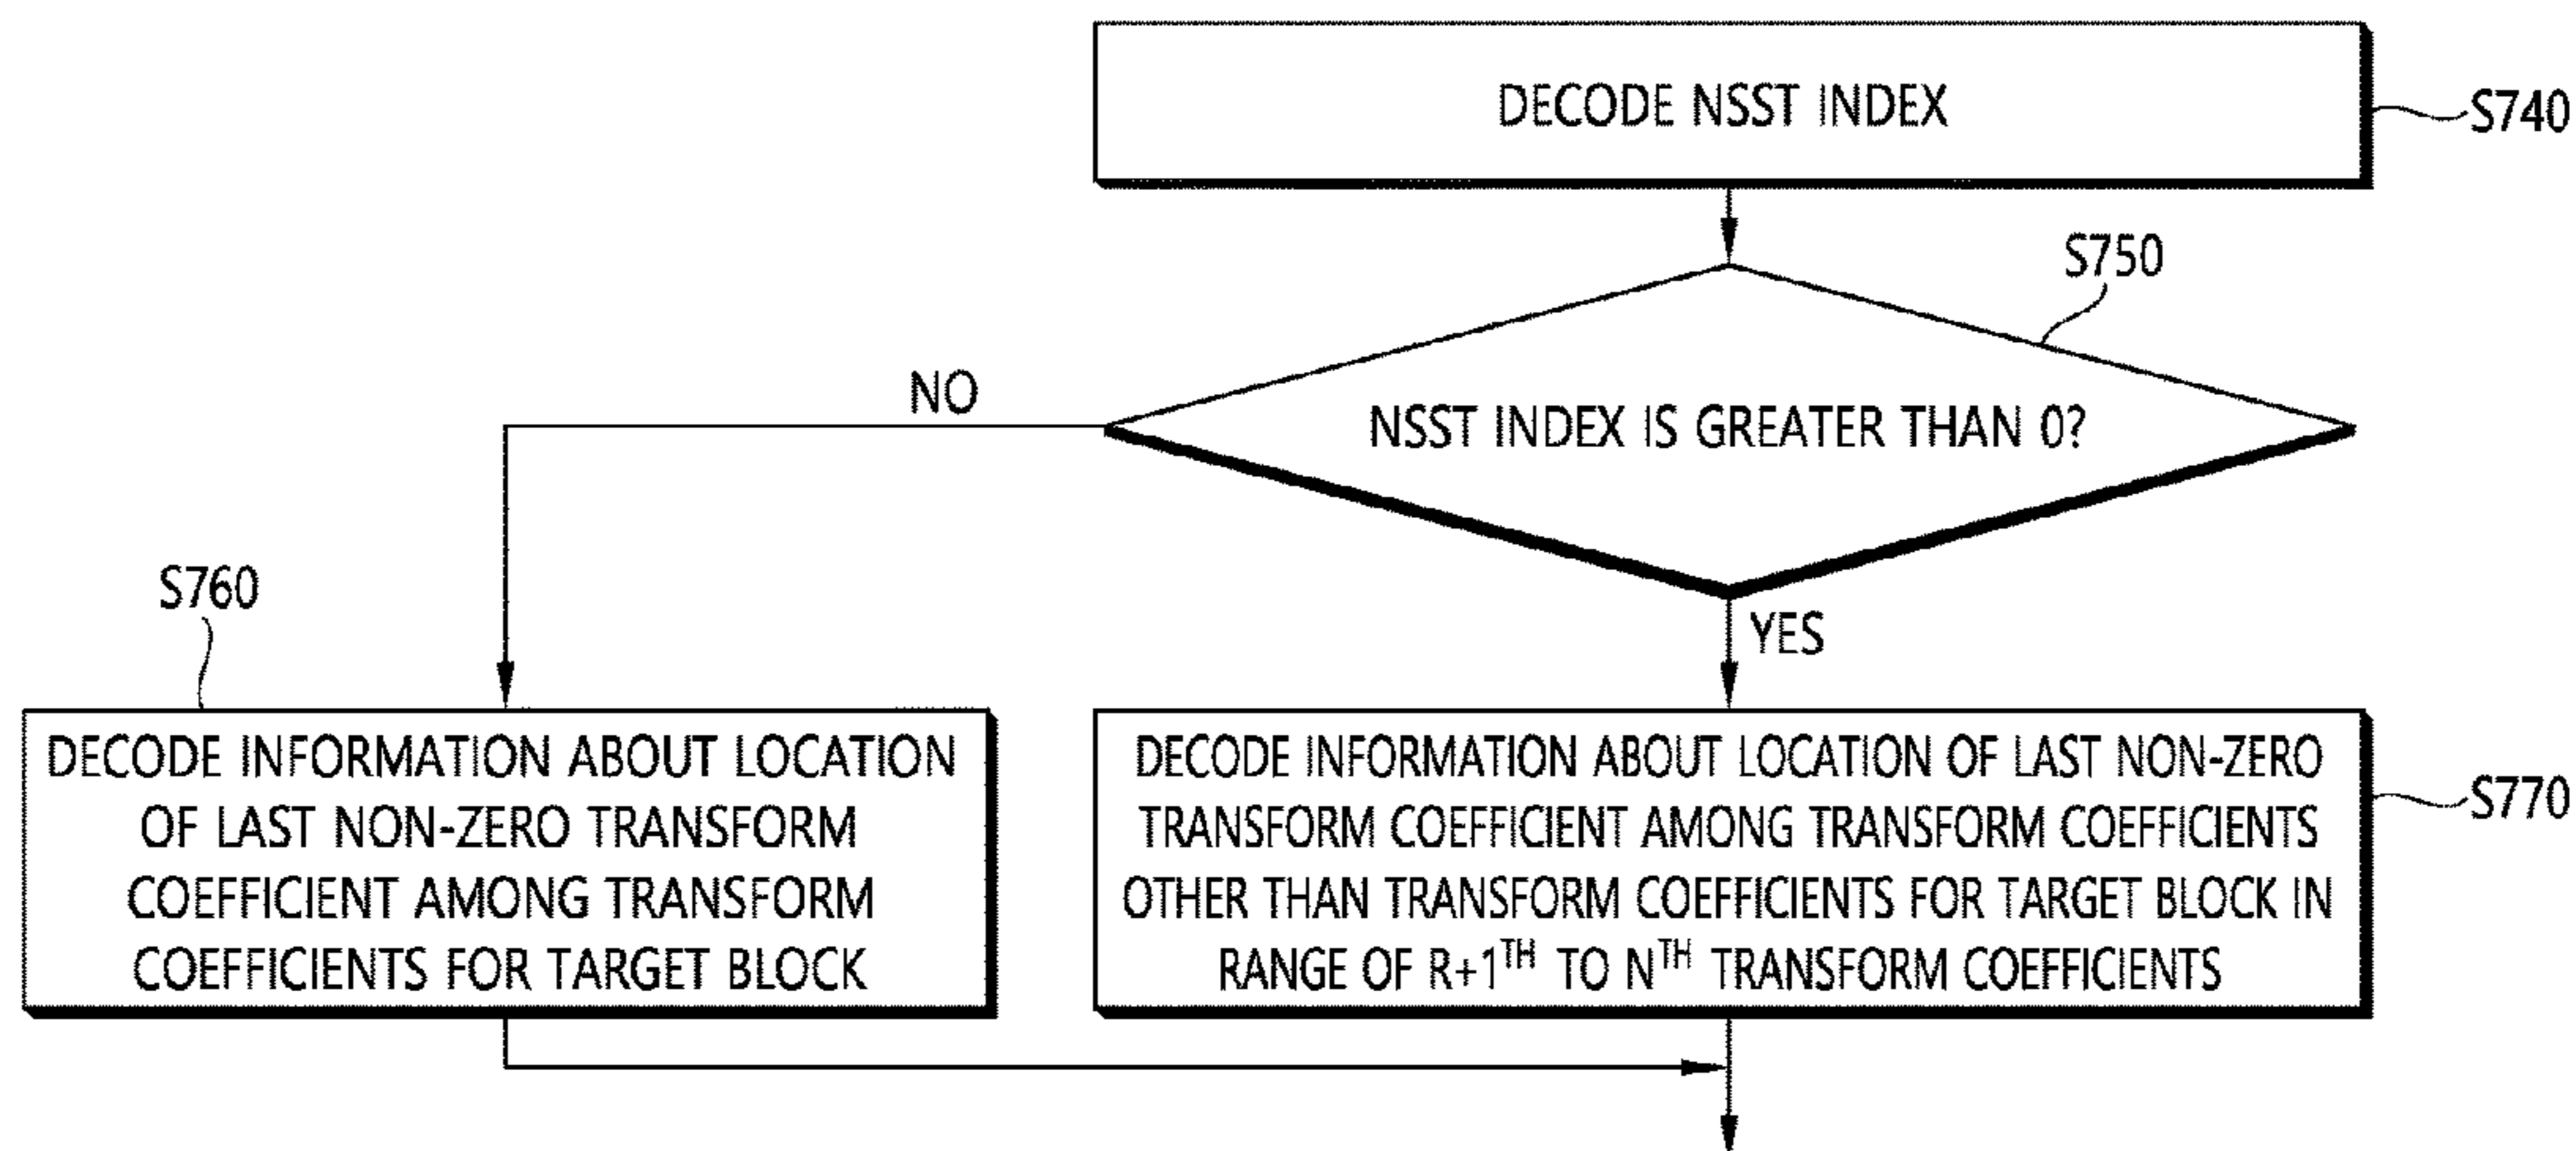 DECODE NSST INDEX
S740
S750
NSST INDEX IS GREATER THAN 0?
NO
YES
S760
DECODE INFORMATION ABOUT LOCATION
OF LAST NON-ZERO TRANSFORM
COEFFICIENT AMONG TRANSFORM
COEFFICIENTS FOR TARGET BLOCK
DECODE INFORMATION ABOUT LOCATION OF LAST NON-ZERO
TRANSFORM COEFFICIENT AMONG TRANSFORM COEFFICIENTS
OTHER THAN TRANSFORM COEFFICIENTS FOR TARGET BLOCK IN
RANGE OF R+1TH TO NTH TRANSFORM COEFFICIENTS
S770